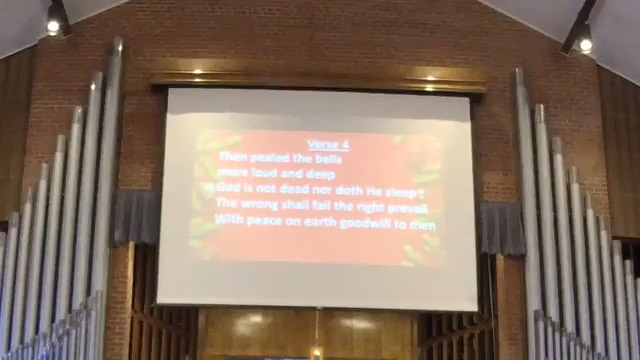 Verse 4
Then pealed the bells
more loud and deep
God is not dead nor doth He sleep;
The wrong shall fail the right prevail
With peace on earth goodwill to men